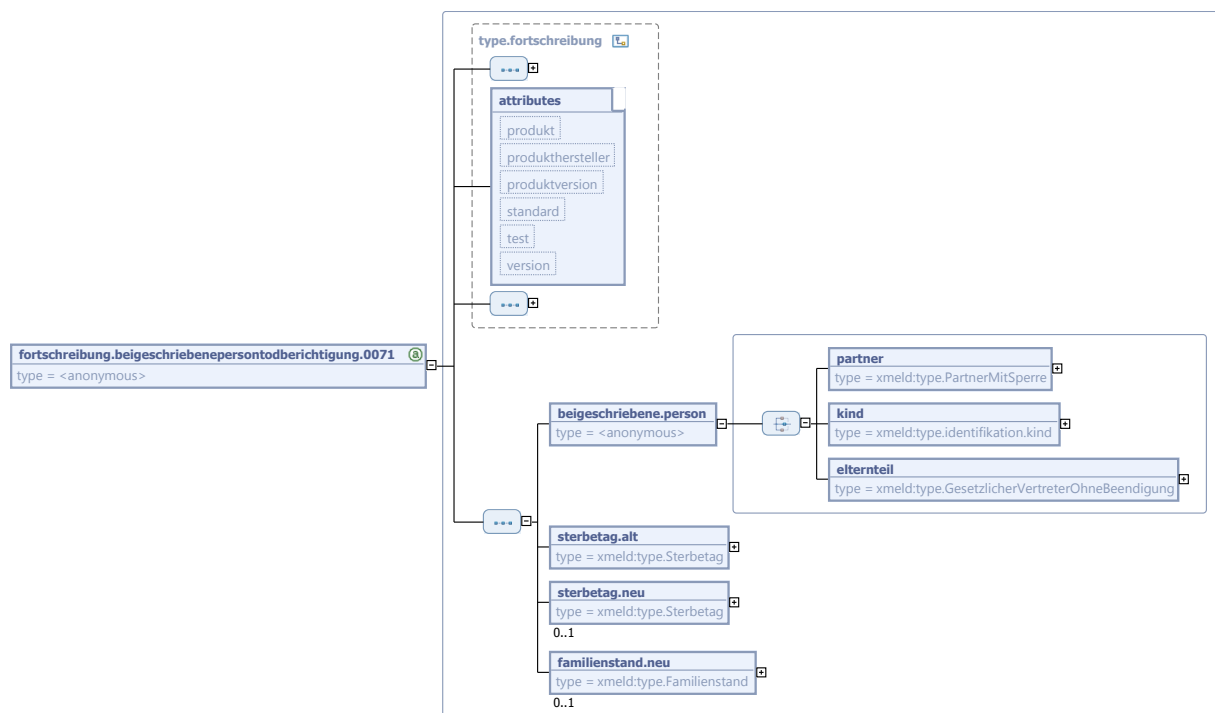 type.fortschreibung
attributes
produkt
produkthersteller
produktversion
standard
test
version
fortschreibung.beigeschriebenepersontodberichtigung.0071 a
type = <anonymous>
beigeschriebene.person
type = <anonymous>
partner
type = xmeld:type.PartnerMitSperre
kind
type = xmeld:type.identifikation.kind
elternteil
type = xmeld:type.GesetzlicherVertreterOhneBeendigung
sterbetag.alt
type = xmeld:type.Sterbetag
sterbetag.neu
type = xmeld:type.Sterbetag
0..1
familienstand.neu
type = xmeld:type.Familienstand
0..1